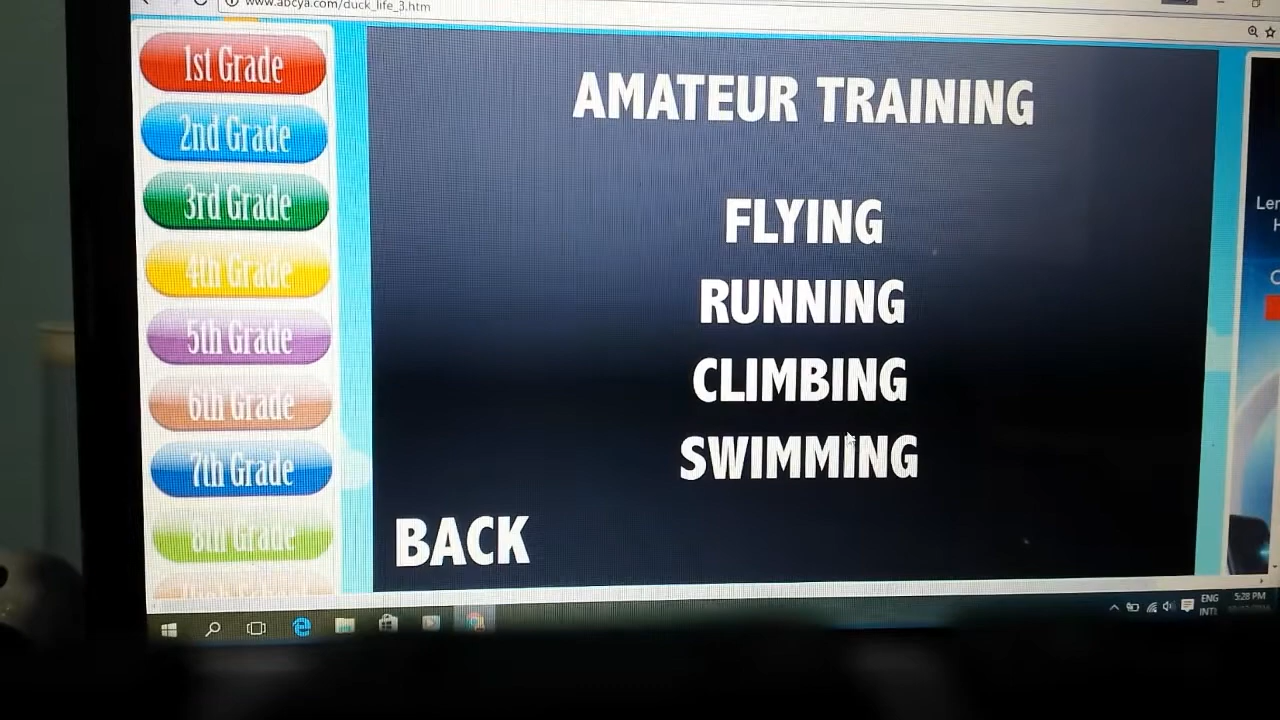 www.abcya.com/duck_life_3.htm
1st Grade
2nd Grade
3rd Grade
4th Grade
5th Grade
6th Grade
7th Grade
8th Grade
AMATEUR TRAINING
FLYING
RUNNING
CLIMBING
SWIMMING
BACK
ENG
INTL
5:28 PM